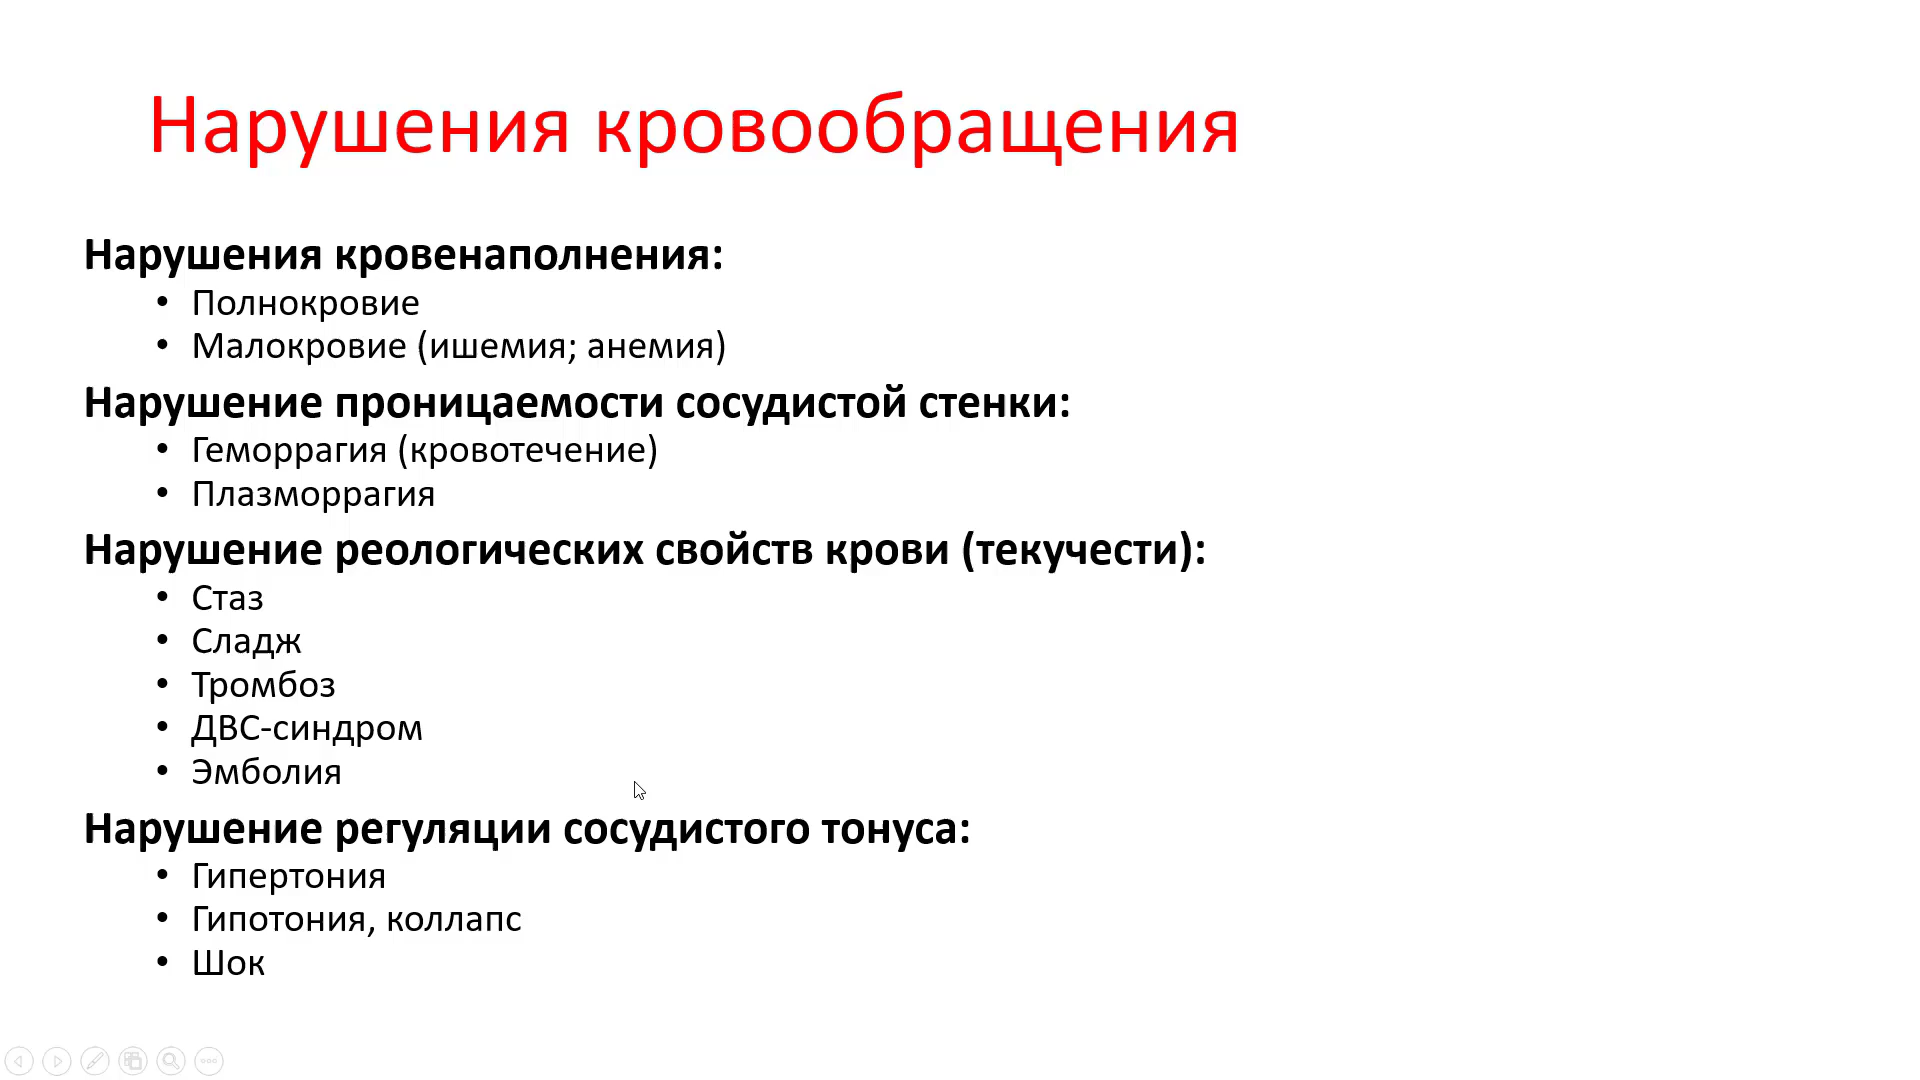 Нарушения кровообращения
Нарушения кровенаполнения:
• Полнокровие
• Малокровие (ишемия; анемия)
Нарушение проницаемости сосудистой стенки:
• Геморрагия (кровотечение)
• Плазморрагия
Нарушение реологических свойств крови (текучести):
• Стаз
• Сладж
• Тромбоз
• ДВС-синдром
• Эмболия
Нарушение регуляции сосудистого тонуса:
• Гипертония
• Гипотония, коллапс
• Шок